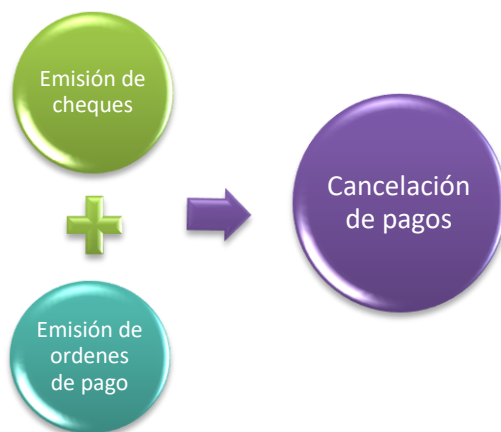 Emisión de
cheques
Cancelación
de pagos
Emisión de
ordenes
de pago